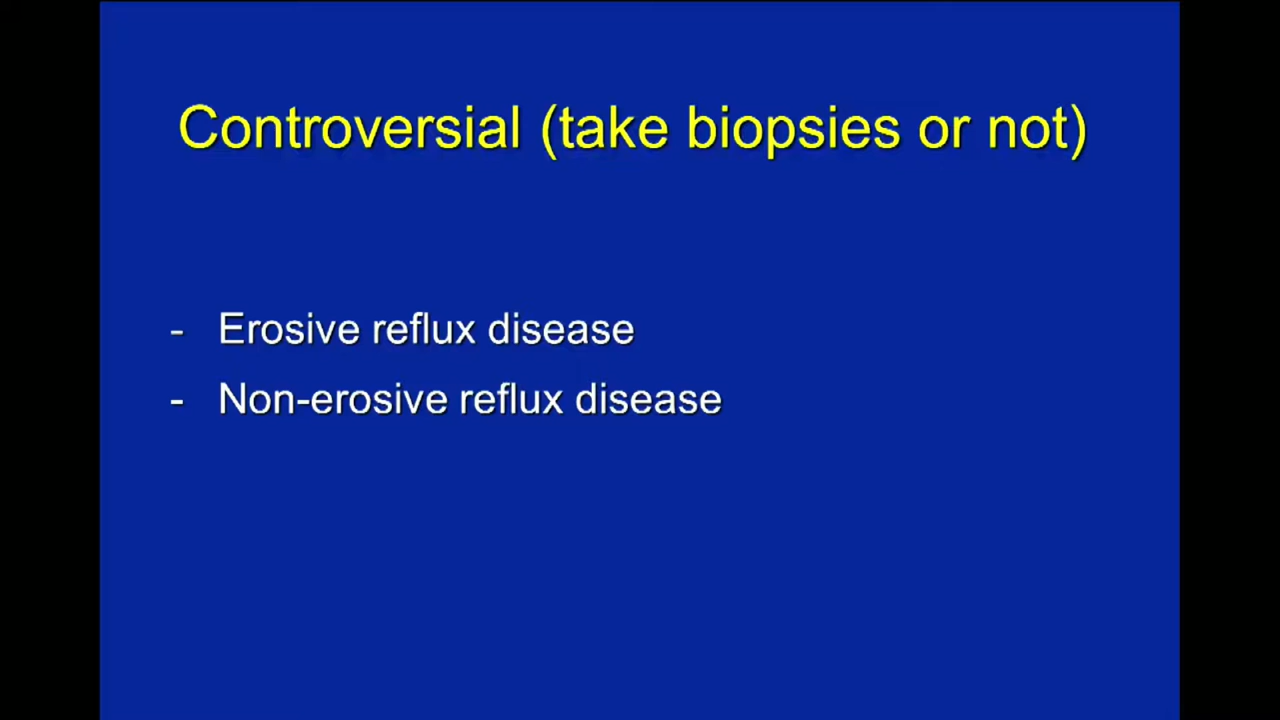 Controversial (take biopsies or not)
- Erosive reflux disease
- Non-erosive reflux disease